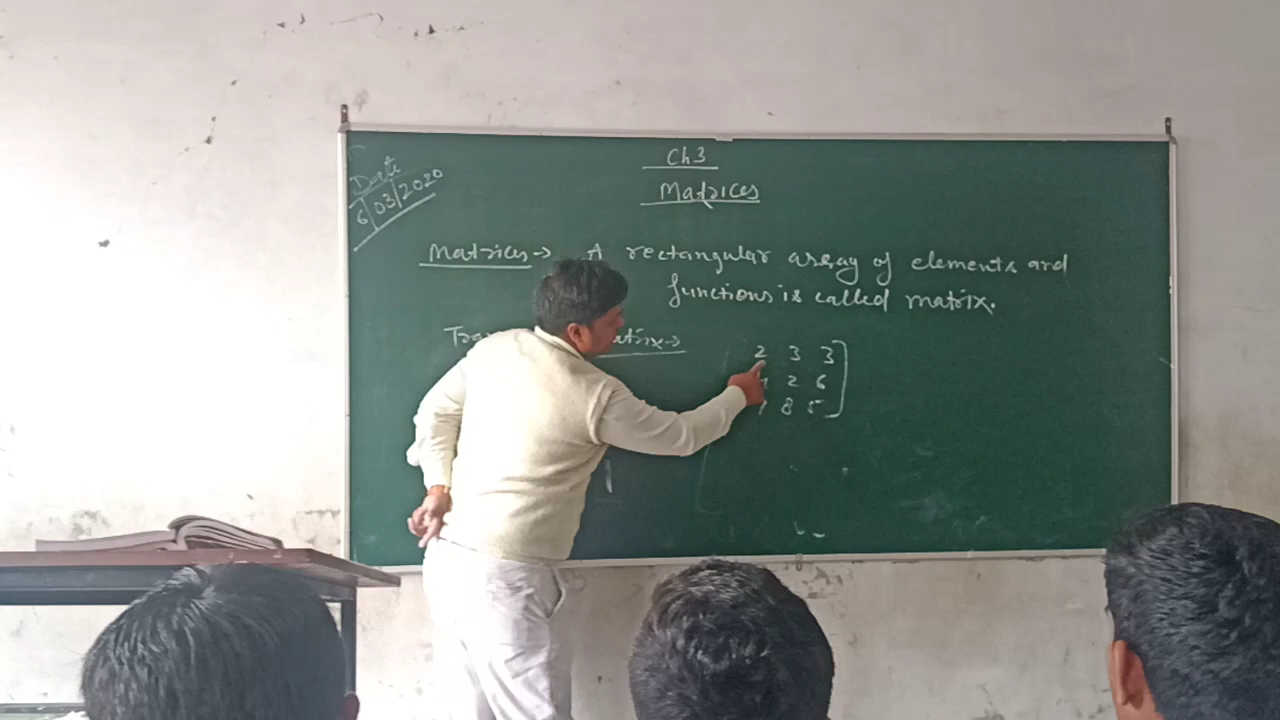 Date
6/03/2020
Ch3
Matrices
Matrices→ A rectangular array of elements and
functions is called matrix.
2 3 3
2 6
8 5